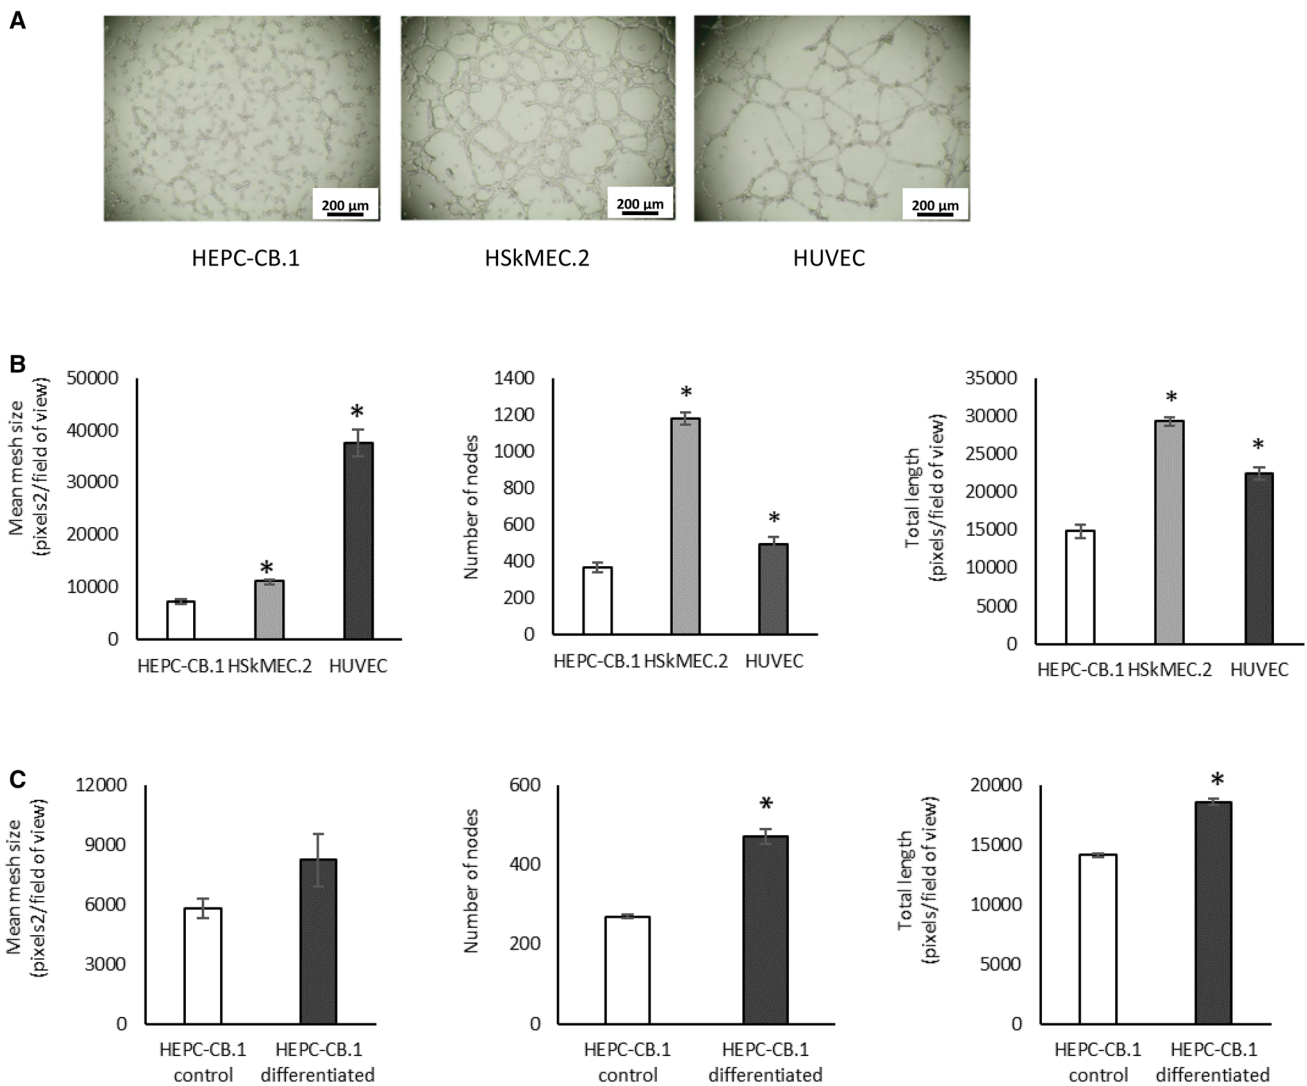 A
200 µm
200 µm
200 µm
HEPC-CB.1
HSkMEC.2
HUVEC
B
Mean mesh size
(pixels2/field of view)
50000
40000
30000
20000
10000
0
*
*
HEPC-CB.1 HSkMEC.2 HUVEC
Number of nodes
1400
1200
1000
800
600
400
200
0
*
*
HEPC-CB.1 HSkMEC.2 HUVEC
Total length
(pixels/field of view)
35000
30000
25000
20000
15000
10000
5000
0
*
*
HEPC-CB.1 HSkMEC.2 HUVEC
C
Mean mesh size
(pixels2/field of view)
12000
9000
6000
3000
0
HEPC-CB.1 HEPC-CB.1
control differentiated
Number of nodes
600
400
200
0
*
HEPC-CB.1 HEPC-CB.1
control differentiated
Total length
(pixels/field of view)
20000
15000
10000
5000
0
*
HEPC-CB.1 HEPC-CB.1
control differentiated